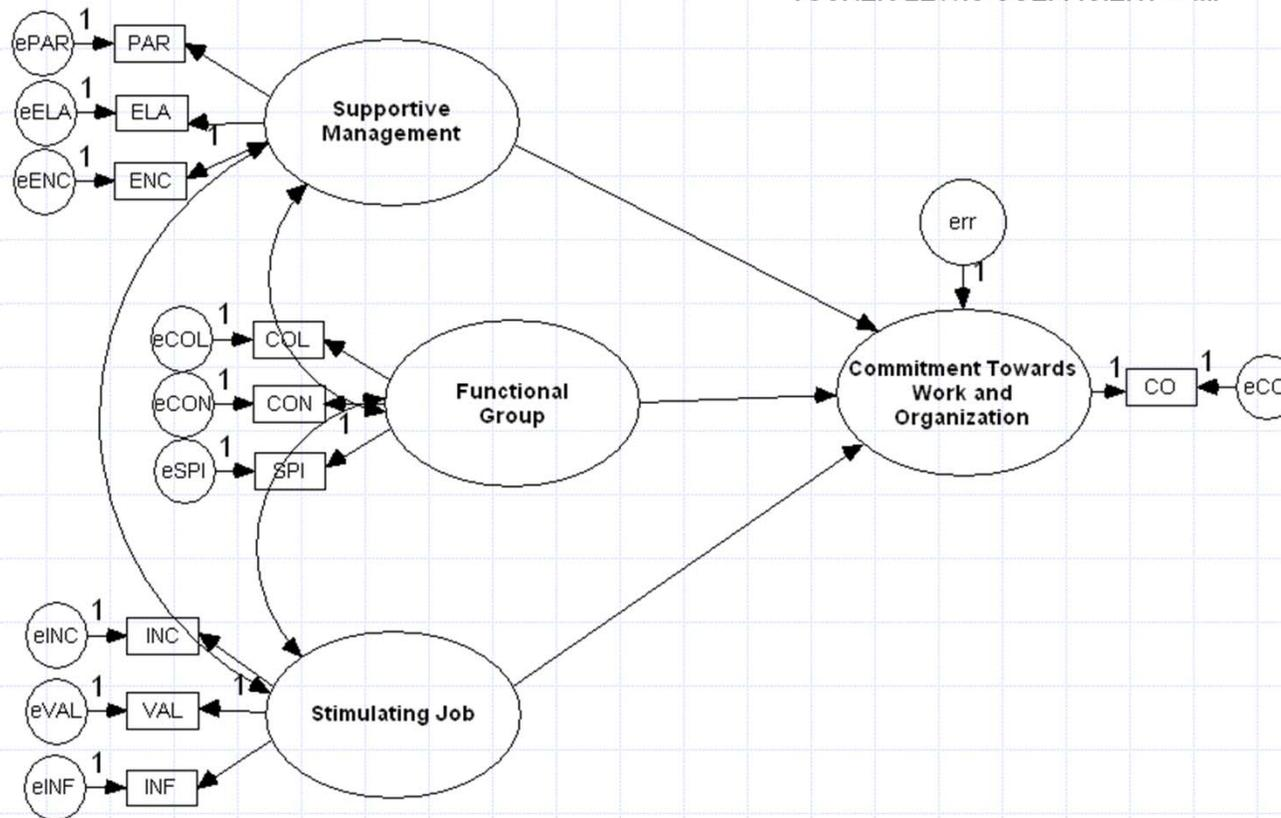 1
ePAR
PAR
1
eELA
ELA
1
1
eENC
ENC
Supportive
Management
err
1
1
eCOL
COL
1
eCON
CON
1
1
eSPI
SPI
Functional
Group
Commitment Towards
Work and
Organization
1
CO
1
1
eINC
INC
1
1
eVAL
VAL
1
eINF
INF
Stimulating Job